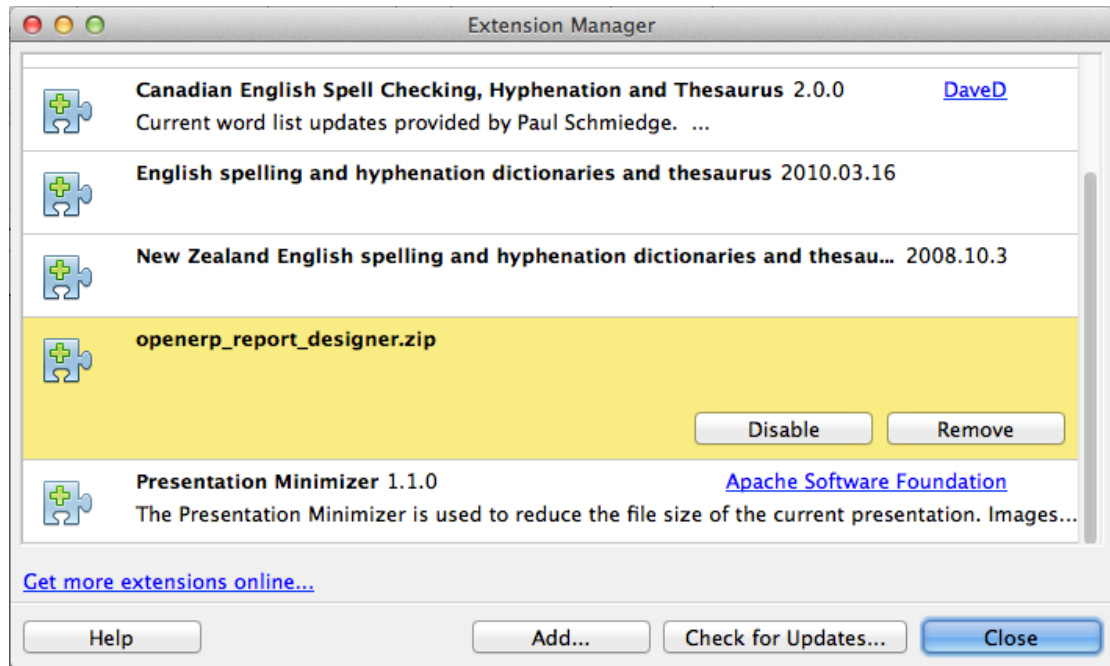 Extension Manager
Canadian English Spell Checking, Hyphenation and Thesaurus 2.0.0 DaveD
Current word list updates provided by Paul Schmiedge. ...
English spelling and hyphenation dictionaries and thesaurus 2010.03.16
New Zealand English spelling and hyphenation dictionaries and thesau... 2008.10.3
openerp_report_designer.zip
Disable Remove
Presentation Minimizer 1.1.0 Apache Software Foundation
The Presentation Minimizer is used to reduce the file size of the current presentation. Images...
Get more extensions online...
Help Add... Check for Updates... Close